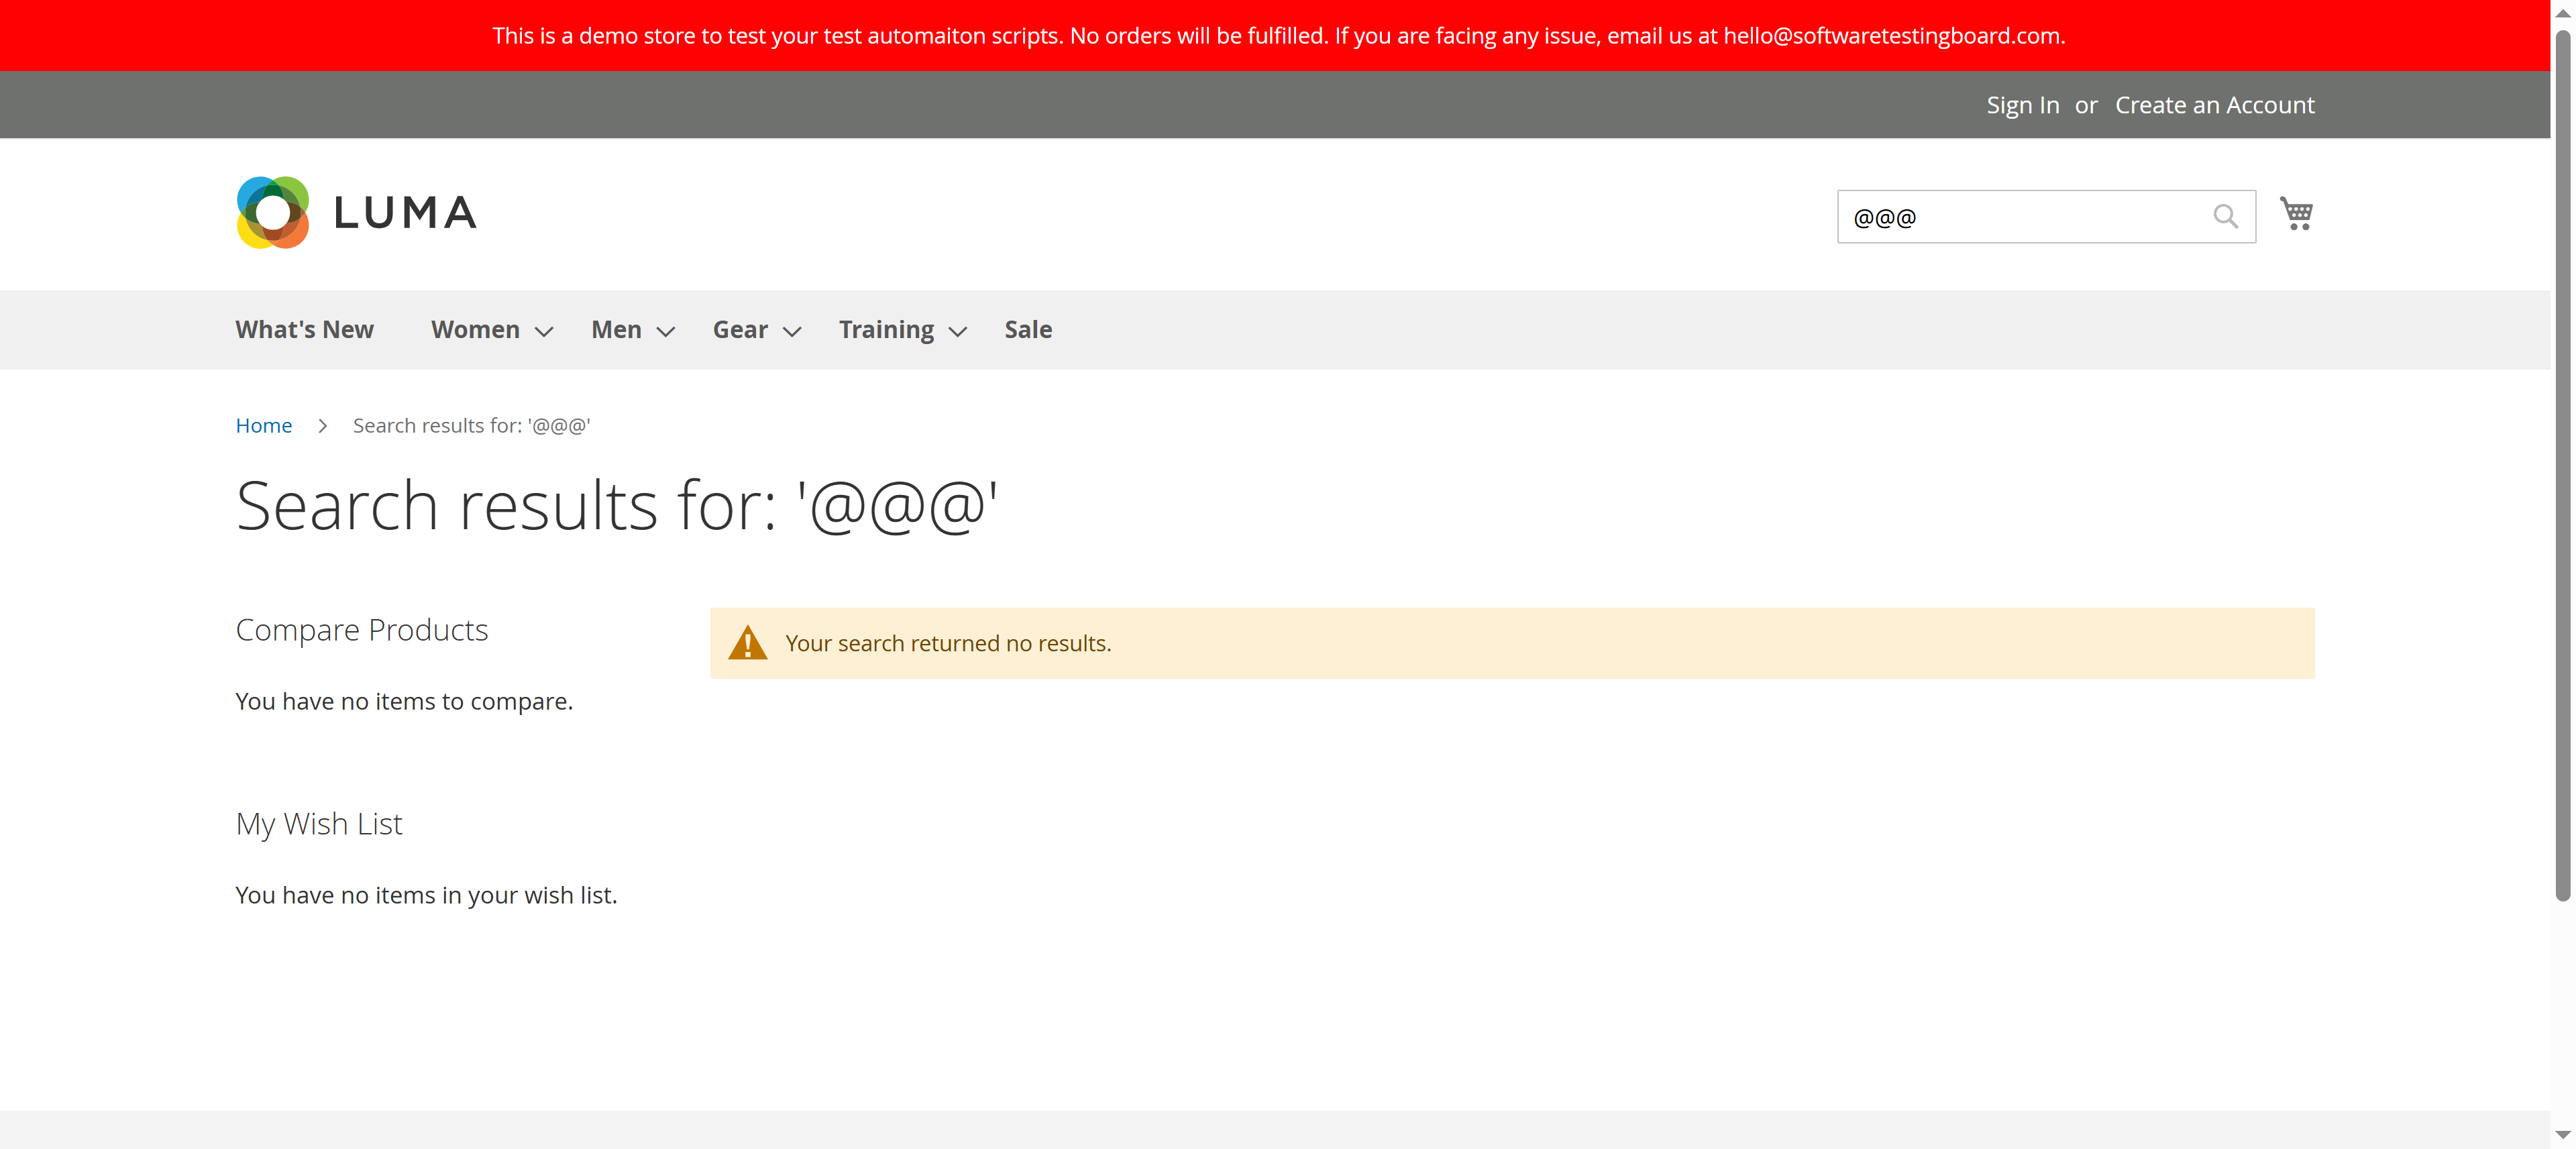 This is a demo store to test your test automaiton scripts. No orders will be fulfilled. If you are facing any issue, email us at hello@softwaretestingboard.com.
Sign In or Create an Account
LUMA
@@@
What's New Women Men Gear Training Sale
Home > Search results for: '@@@'
Search results for: '@@@'
Compare Products
Your search returned no results.
You have no items to compare.
My Wish List
You have no items in your wish list.